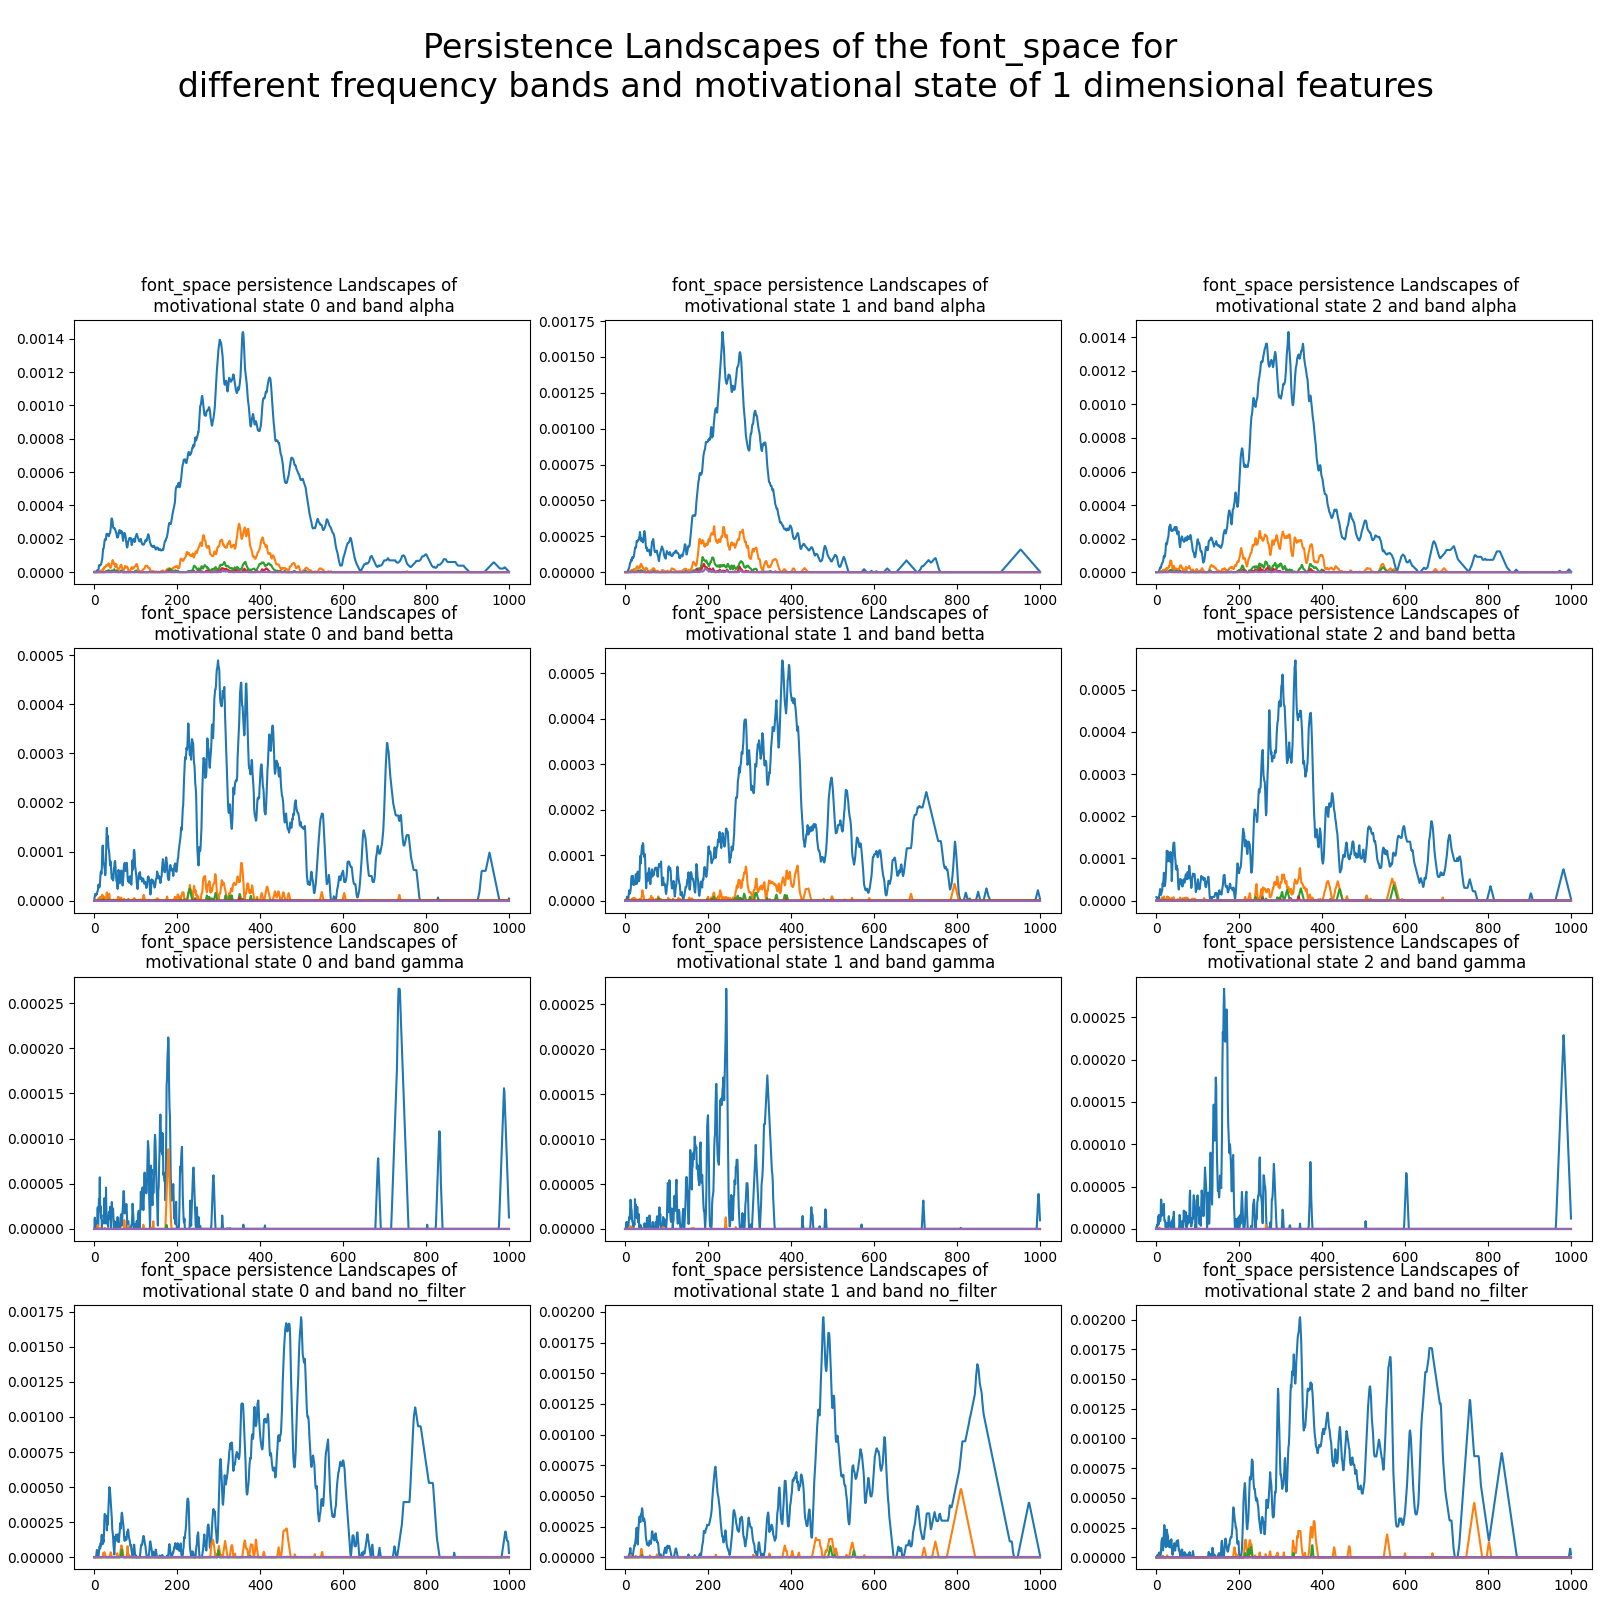 Persistence Landscapes of the font_space for
different frequency bands and motivational state of 1 dimensional features
font_space persistence Landscapes of
motivational state 0 and band alpha
0.0014
0.0012
0.0010
0.0008
0.0006
0.0004
0.0002
0.0000
0 200 400 600 800 1000
font_space persistence Landscapes of
motivational state 1 and band alpha
0.00175
0.00150
0.00125
0.00100
0.00075
0.00050
0.00025
0.00000
0 200 400 600 800 1000
font_space persistence Landscapes of
motivational state 2 and band alpha
0.0014
0.0012
0.0010
0.0008
0.0006
0.0004
0.0002
0.0000
0 200 400 600 800 1000
font_space persistence Landscapes of
motivational state 0 and band betta
0.0005
0.0004
0.0003
0.0002
0.0001
0.0000
0 200 400 600 800 1000
font_space persistence Landscapes of
motivational state 1 and band betta
0.0005
0.0004
0.0003
0.0002
0.0001
0.0000
0 200 400 600 800 1000
font_space persistence Landscapes of
motivational state 2 and band betta
0.0005
0.0004
0.0003
0.0002
0.0001
0.0000
0 200 400 600 800 1000
font_space persistence Landscapes of
motivational state 0 and band gamma
0.00025
0.00020
0.00015
0.00010
0.00005
0.00000
0 200 400 600 800 1000
font_space persistence Landscapes of
motivational state 1 and band gamma
0.00025
0.00020
0.00015
0.00010
0.00005
0.00000
0 200 400 600 800 1000
font_space persistence Landscapes of
motivational state 2 and band gamma
0.00025
0.00020
0.00015
0.00010
0.00005
0.00000
0 200 400 600 800 1000
font_space persistence Landscapes of
motivational state 0 and band no_filter
0.00175
0.00150
0.00125
0.00100
0.00075
0.00050
0.00025
0.00000
0 200 400 600 800 1000
font_space persistence Landscapes of
motivational state 1 and band no_filter
0.00200
0.00175
0.00150
0.00125
0.00100
0.00075
0.00050
0.00025
0.00000
0 200 400 600 800 1000
font_space persistence Landscapes of
motivational state 2 and band no_filter
0.00200
0.00175
0.00150
0.00125
0.00100
0.00075
0.00050
0.00025
0.00000
0 200 400 600 800 1000